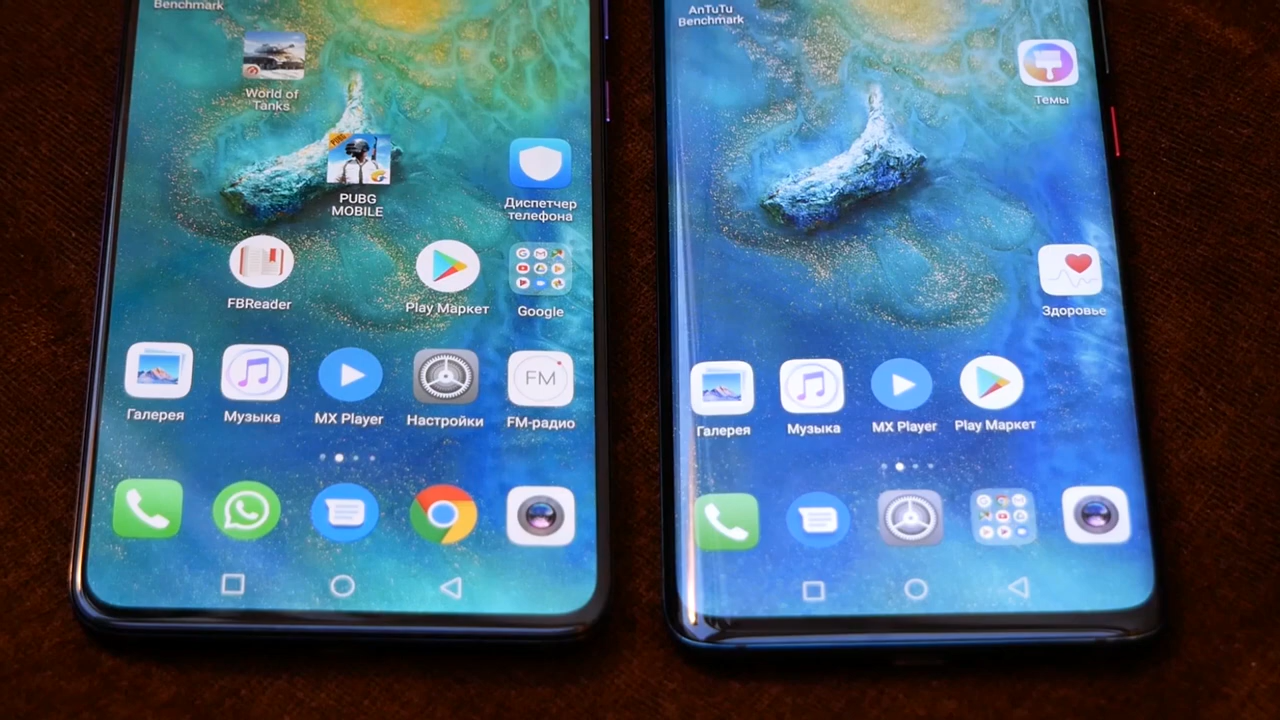 Benchmark
World of
Tanks
PUBG
MOBILE
Диспетчер
телефона
FBReader
Play Маркет
Google
Галерея
Музыка
MX Player
Настройки
FM
FM-радио
AnTuTu
Benchmark
Темы
Здоровье
Галерея
Музыка
MX Player
Play Маркет